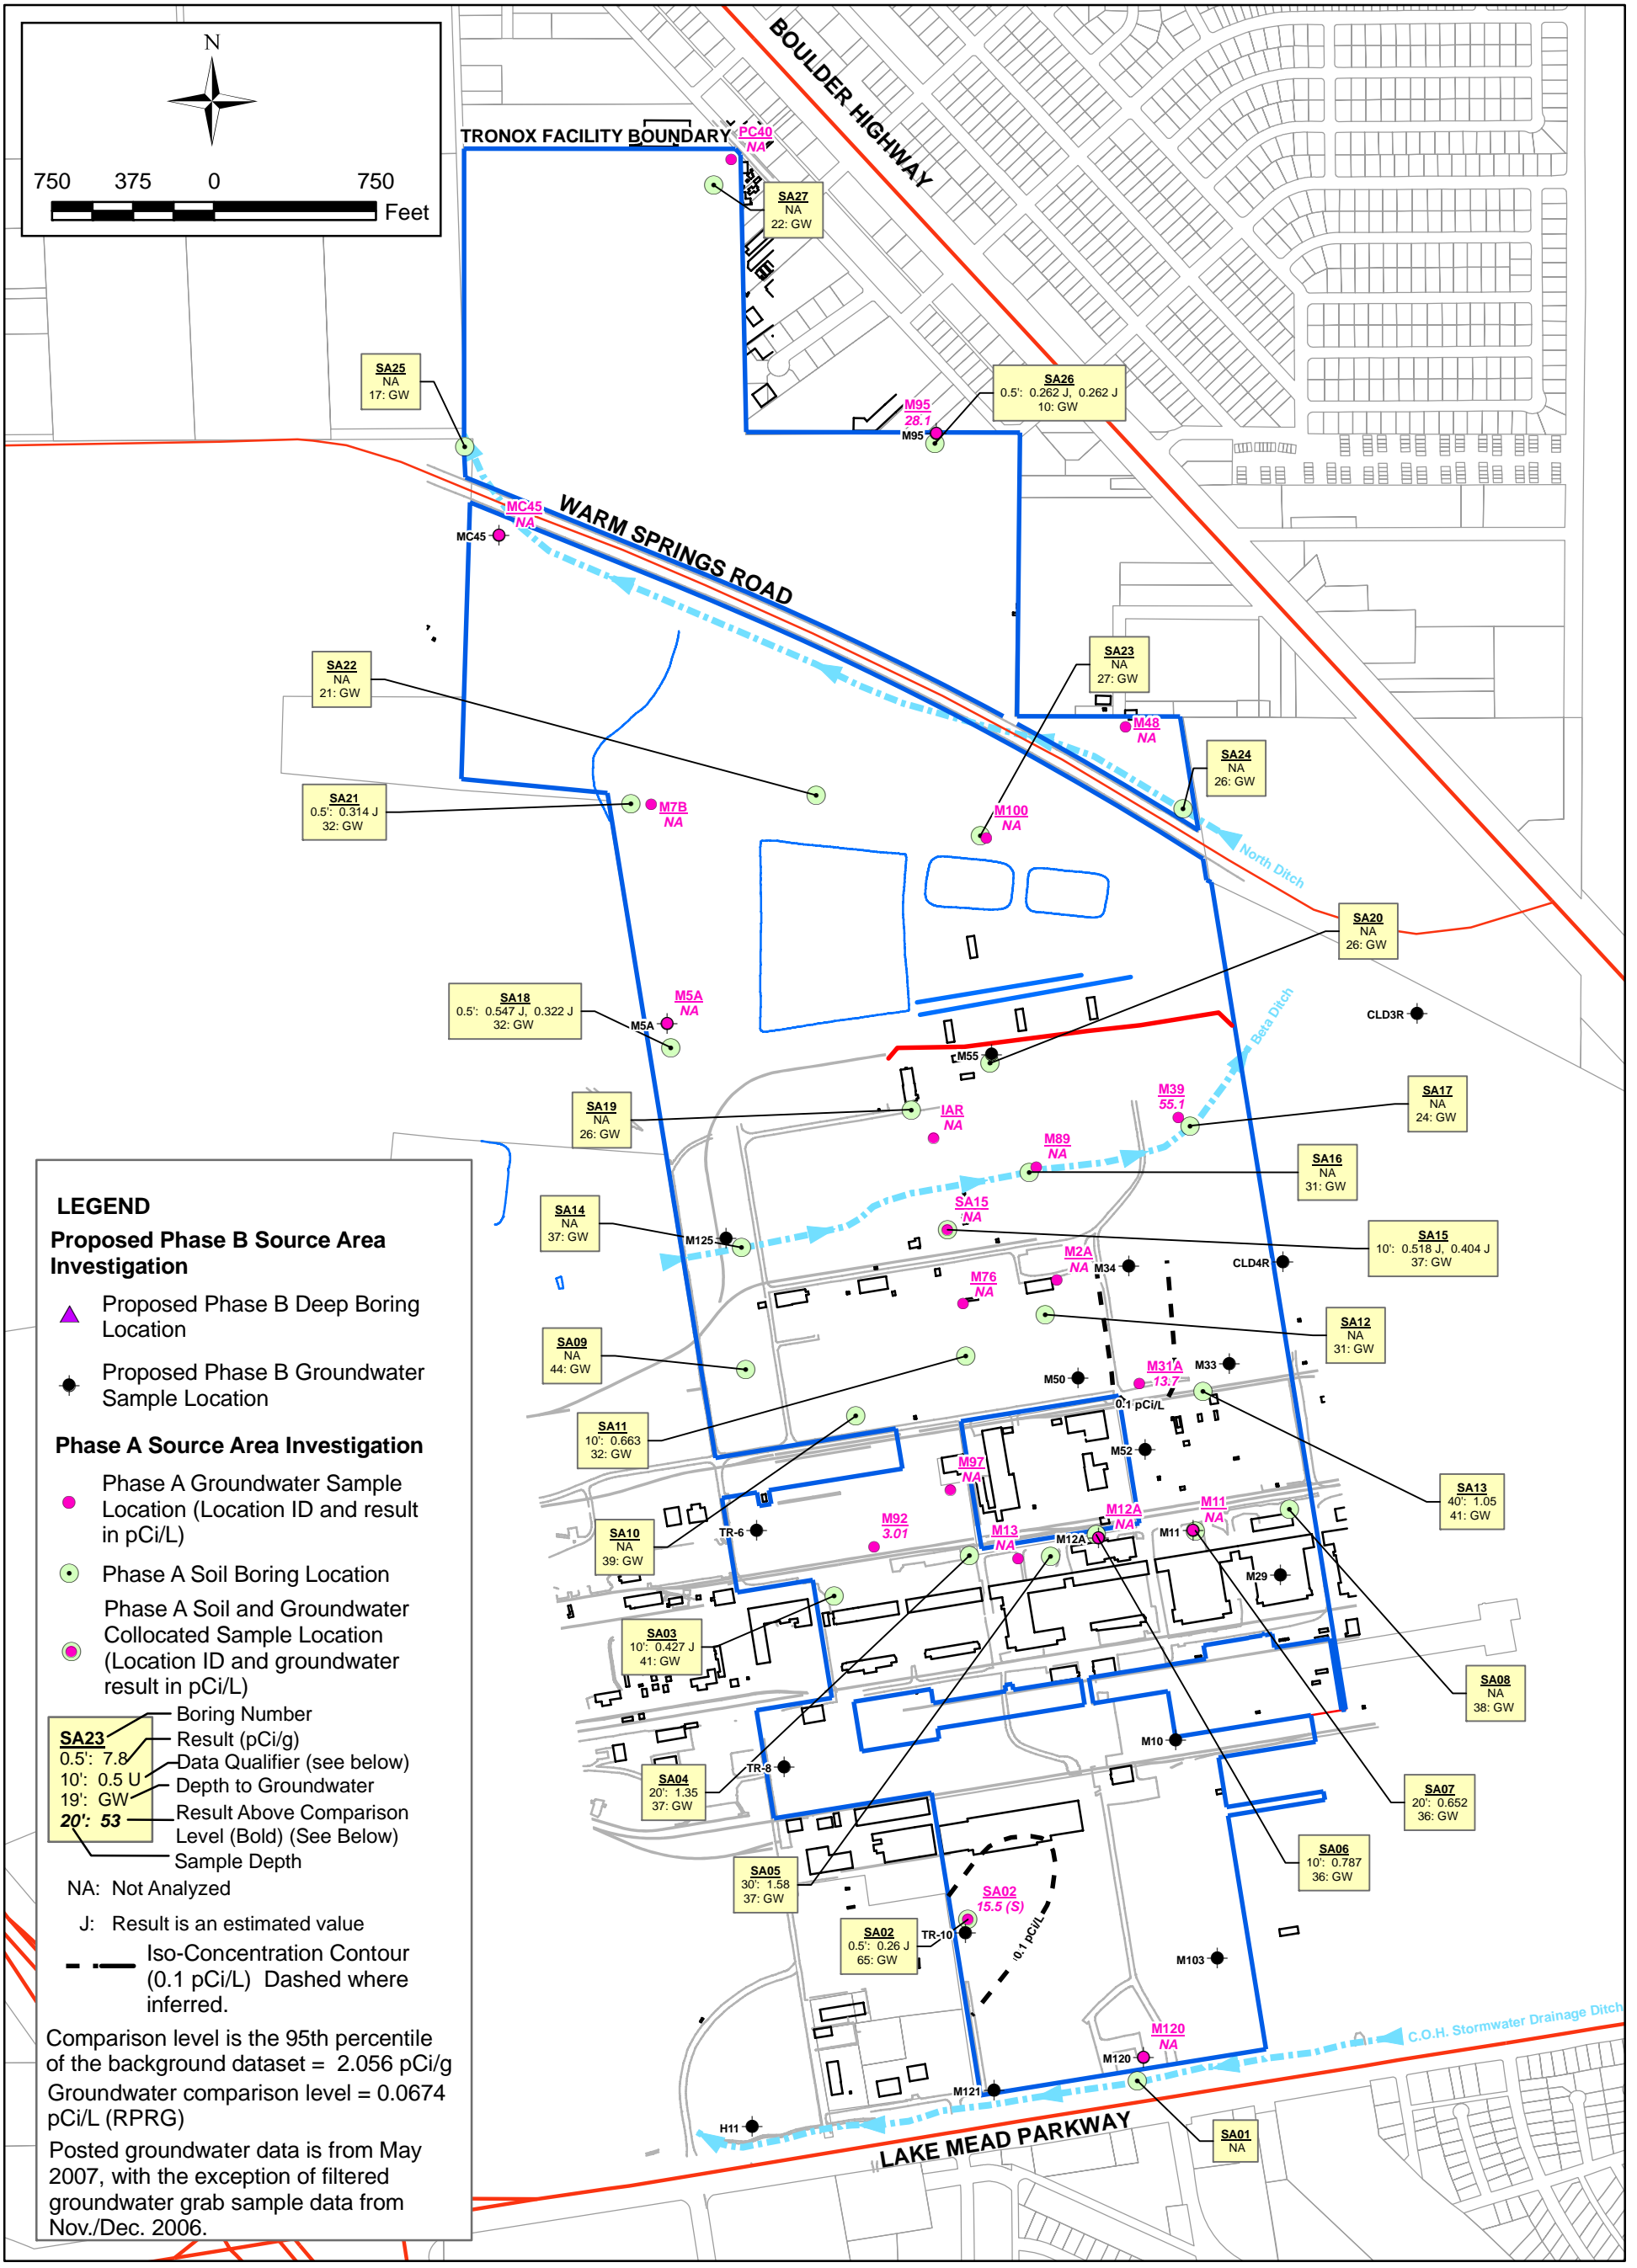 N
750 375 0 750
Feet
BOULDER HIGHWAY
TRONOX FACILITY BOUNDARY
PC40
NA
SA27
NA
22: GW
SA25
NA
17: GW
SA26
0.5': 0.262 J, 0.262 J
10: GW
M95
28.1
M95
MC45
NA
MC45
WARM SPRINGS ROAD
SA22
NA
21: GW
SA23
NA
27: GW
M48
NA
SA24
NA
26: GW
SA21
0.5': 0.314 J
32: GW
M7B
NA
M100
NA
North Ditch
SA20
NA
26: GW
SA18
0.5': 0.547 J, 0.322 J
32: GW
M5A
NA
M5A
CLD3R
Beta Ditch
M55
SA19
NA
26: GW
IAR
NA
M39
55.1
SA17
NA
24: GW
M89
NA
SA16
NA
31: GW
SA14
NA
37: GW
M125
SA15
NA
SA15
10': 0.518 J, 0.404 J
37: GW
M2A
NA
M34
CLD4R
M76
NA
SA12
NA
31: GW
SA09
NA
44: GW
M50
M31A
13.7
M33
0.1 pCi/L
SA11
10': 0.663
32: GW
M52
M97
NA
SA13
40': 1.05
41: GW
SA10
NA
39: GW
TR-6
M92
3.01
M13
NA
M12A
NA
M12A
M11
NA
M11
M29
SA03
10': 0.427 J
41: GW
SA08
NA
38: GW
M10
TR-8
SA04
20': 1.35
37: GW
SA07
20': 0.652
36: GW
SA06
10': 0.787
36: GW
SA05
30': 1.58
37: GW
SA02
15.5 (S)
SA02
0.5': 0.26 J
65: GW
TR-10
0.1 pCi/L
M103
C.O.H. Stormwater Drainage Ditch
M120
NA
M120
M121
H11
LAKE MEAD PARKWAY
SA01
NA
LEGEND
Proposed Phase B Source Area
Investigation
Proposed Phase B Deep Boring
Location
Proposed Phase B Groundwater
Sample Location
Phase A Source Area Investigation
Phase A Groundwater Sample
Location (Location ID and result
in pCi/L)
Phase A Soil Boring Location
Phase A Soil and Groundwater
Collocated Sample Location
(Location ID and groundwater
result in pCi/L)
SA23
0.5': 7.8
10': 0.5 U
19': GW
20': 53
Boring Number
Result (pCi/g)
Data Qualifier (see below)
Depth to Groundwater
Result Above Comparison
Level (Bold) (See Below)
Sample Depth
NA: Not Analyzed
J: Result is an estimated value
Iso-Concentration Contour
(0.1 pCi/L) Dashed where
inferred.
Comparison level is the 95th percentile
of the background dataset = 2.056 pCi/g
Groundwater comparison level = 0.0674
pCi/L (RPRG)
Posted groundwater data is from May
2007, with the exception of filtered
groundwater grab sample data from
Nov./Dec. 2006.